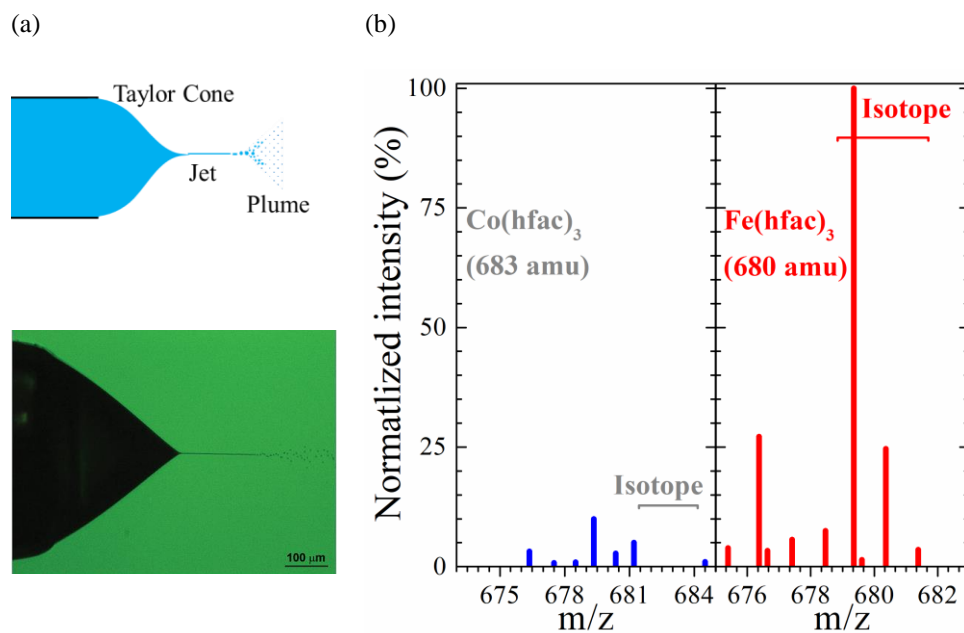 (a)
(b)
Taylor Cone
Jet
Plume
100 μm
Normatlized intensity (%)
100
75
50
25
0
Co(hfac)3
(683 amu)
Isotope
675 678 681 684
m/z
Isotope
Fe(hfac)3
(680 amu)
676 678 680 682
m/z